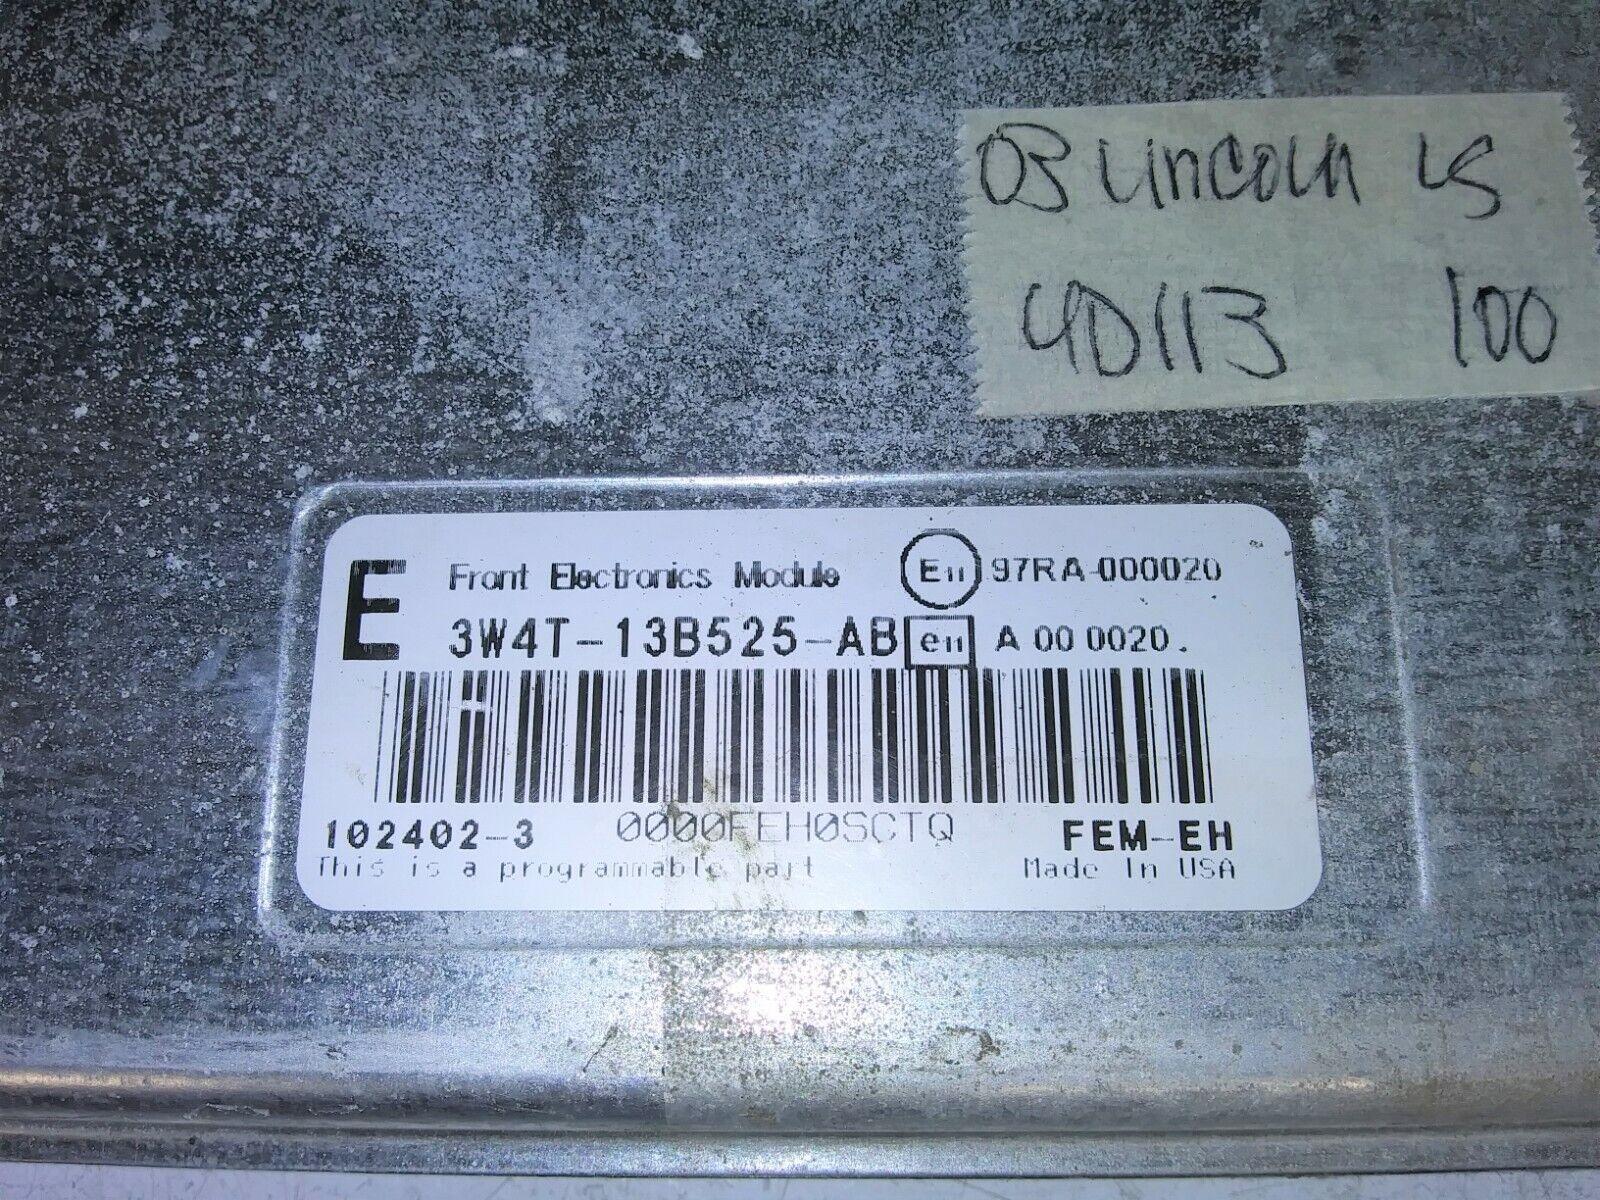 03 Lincoln LS
40113 100
E Front Electronics Module E11 97RA-000020
3W4T-13B525-AB e11 A 00 0020.
102402-3 0000FEH0SCTQ FEM-EH
This is a programmable part Made In USA